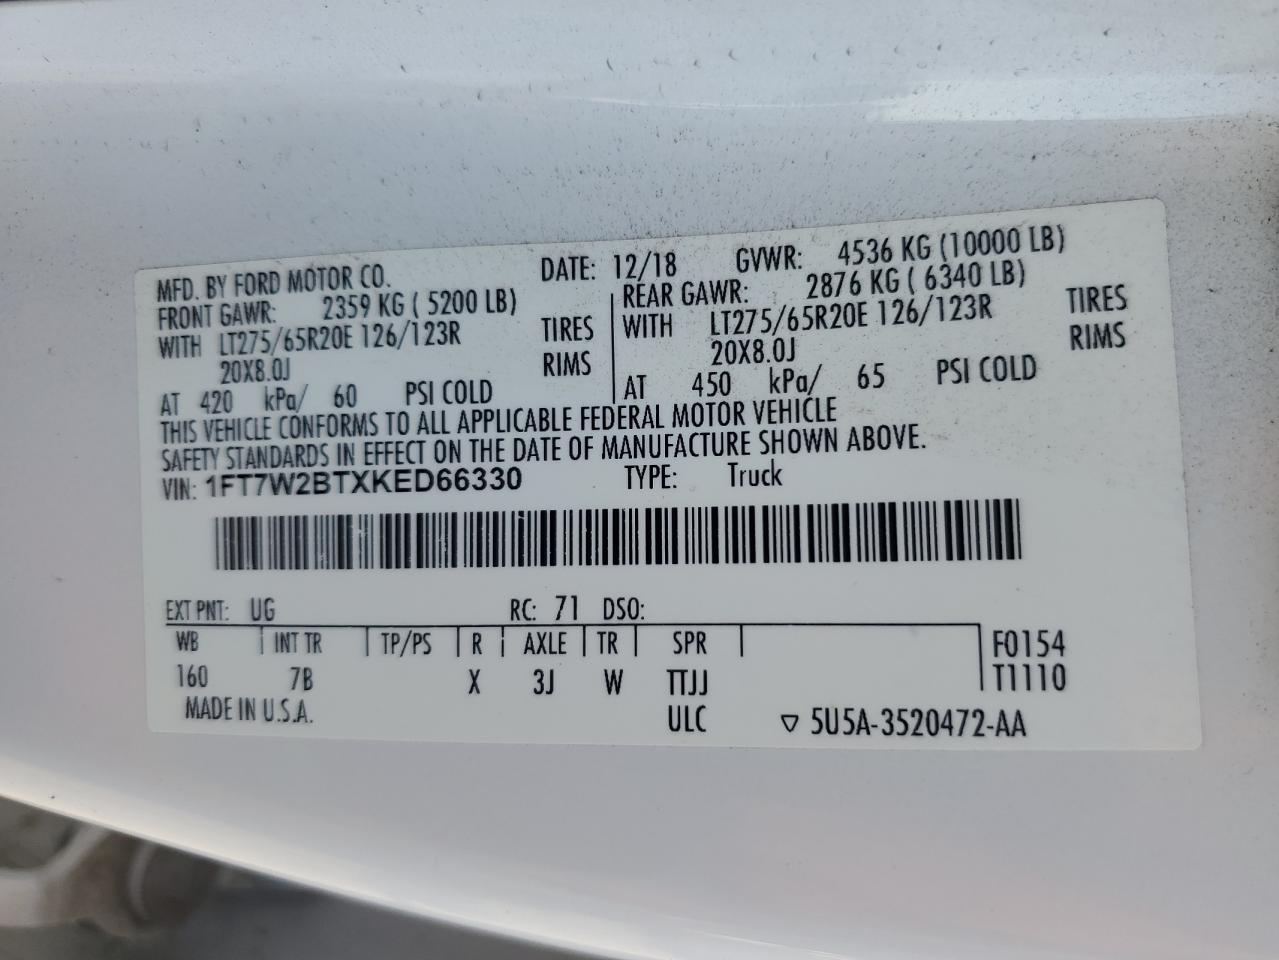 MFD. BY FORD MOTOR CO. DATE: 12/18 GVWR: 4536 KG (10000 LB)
FRONT GAWR: 2359 KG ( 5200 LB) REAR GAWR: 2876 KG ( 6340 LB)
WITH LT275/65R20E 126/123R TIRES WITH LT275/65R20E 126/123R TIRES
20X8.0J RIMS 20X8.0J RIMS
AT 420 kPa/ 60 PSI COLD AT 450 kPa/ 65 PSI COLD
THIS VEHICLE CONFORMS TO ALL APPLICABLE FEDERAL MOTOR VEHICLE
SAFETY STANDARDS IN EFFECT ON THE DATE OF MANUFACTURE SHOWN ABOVE.
VIN: 1FT7W2BTXKED66330 TYPE: Truck
EXT PNT: UG RC: 71 DSO:
WB INT TR TP/PS R AXLE TR SPR F0154
160 7B X 3J W TTJJ T1110
MADE IN U.S.A. ULC ▽ 5U5A-3520472-AA